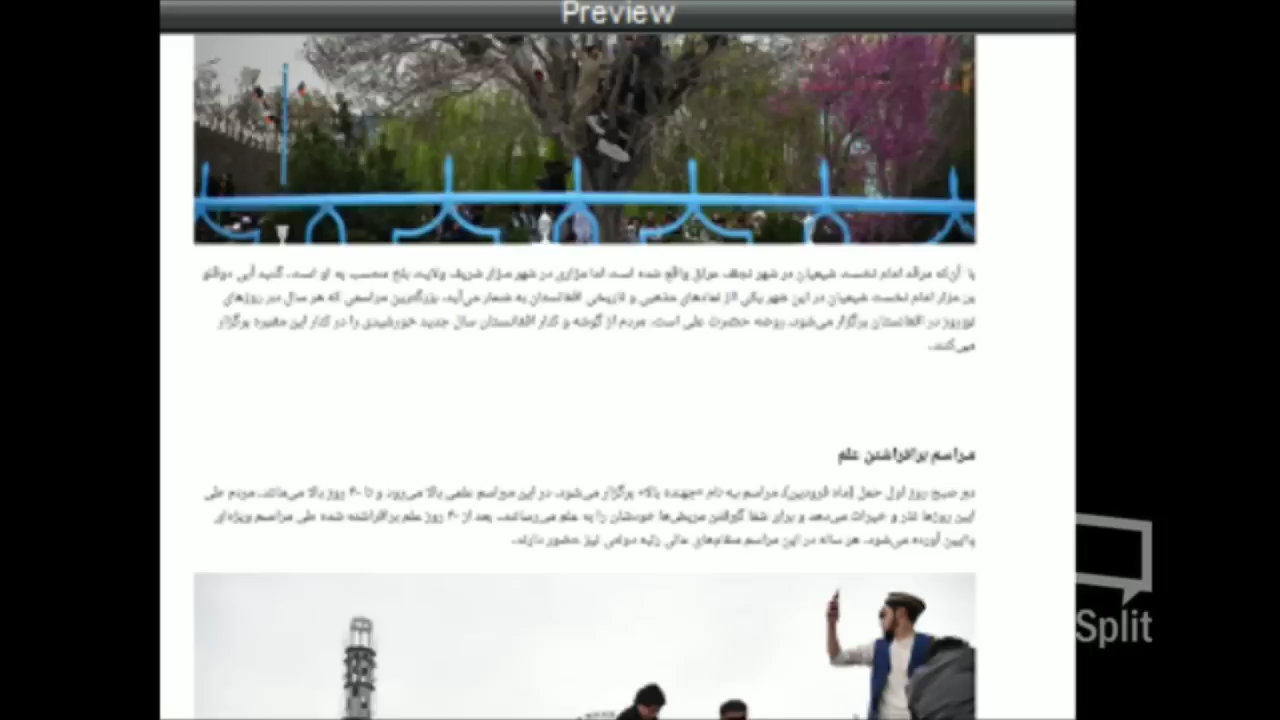 Preview
با آن‌که مرقد امام نخست شیعیان در شهر نجف عراق واقع شده است اما مزاری در شهر مزار شریف ولایت بلخ منسب به او است. گنبد آبی دوقلو
بر مزار امام نخست شیعیان در این شهر یکی از نمادهای مذهبی و تاریخی افغانستان به شمار می‌آید. بزرگترین مراسمی که هر سال در روزهای
نوروز در افغانستان برگزار می‌شود، روضه حضرت علی است. مردم از گوشه و کنار افغانستان سال جدید خورشیدی را در کنار این مقبره برگزار
می‌کنند.
مراسم برافراشتن علم
در صبح روز اول حمل (ماه فرودین)، مراسم به نام «جهنده بالا» برگزار می‌شود. در این مراسم علمی بالا می‌رود و تا ۴۰ روز بالا می‌ماند. مردم طی
این روزها نذر و خیرات می‌دهد و برای شفا گرفتن مریض‌ها خودشان را به علم می‌رسانند. بعد از ۴۰ روز علم برافراشته شده طی مراسم ویژه‌ای
پایین آورده می‌شود. هر ساله در این مراسم مقام‌های عالی رتبه دولتی نیز حضور دارند.
Split